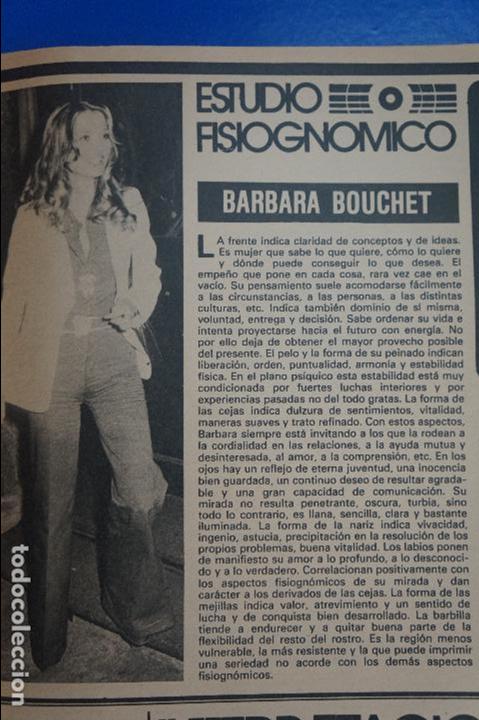 ESTUDIO
FISIOGNOMICO
BARBARA BOUCHET
LA frente indica claridad de conceptos y de ideas.
Es mujer que sabe lo que quiere, cómo lo quiere
y dónde puede conseguir lo que desea. El
empeño que pone en cada cosa, rara vez cae en el
vacío. Su pensamiento suele acomodarse fácilmente
a las circunstancias, a las personas, a las distintas
culturas, etc. Indica también dominio de sí misma,
voluntad, entrega y decisión. Sabe ordenar su vida e
intenta proyectarse hacia el futuro con energía. No
por ello deja de obtener el mayor provecho posible
del presente. El pelo y la forma de su peinado indican
liberación, orden, puntualidad, armonía y estabilidad
física. En el plano psíquico esta estabilidad está muy
condicionada por fuertes luchas interiores y por
experiencias pasadas no del todo gratas. La forma de
las cejas indica dulzura de sentimientos, vitalidad,
maneras suaves y trato refinado. Con estos aspectos,
Barbara siempre está invitando a los que la rodean a
la cordialidad en las relaciones, a la ayuda mutua y
desinteresada, al amor, a la comprensión, etc. En los
ojos hay un reflejo de eterna juventud, una inocencia
bien guardada, un continuo deseo de resultar agrada-
ble y una gran capacidad de comunicación. Su
mirada no resulta penetrante, oscura, turbia, sino
todo lo contrario, es llana, sencilla, clara y bastante
iluminada. La forma de la nariz indica vivacidad,
ingenio, astucia, precipitación en la resolución de los
propios problemas, buena vitalidad. Los labios ponen
de manifiesto su amor a lo profundo, a lo desconoci-
do y a lo verdadero. Correlacionan positivamente con
los aspectos fisiognómicos de su mirada y dan
carácter a los derivados de las cejas. La forma de las
mejillas indica valor, atrevimiento y un sentido de
lucha y de conquista bien desarrollado. La barbilla
tiende a endurecer y a quitar buena parte de la
flexibilidad del resto del rostro. Es la región menos
vulnerable, la más resistente y la que puede imprimir
una seriedad no acorde con los demás aspectos
fisiognómicos.
todocoleccion